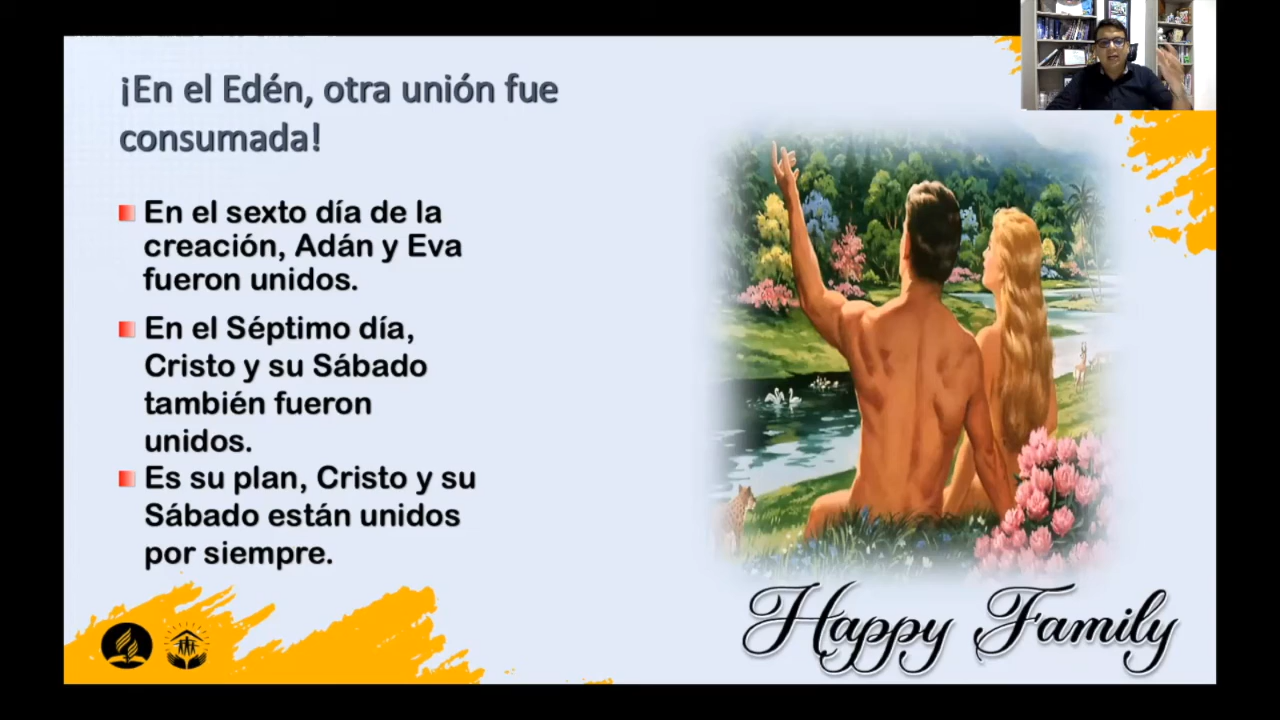 ¡En el Edén, otra unión fue
consumada!
En el sexto día de la
creación, Adán y Eva
fueron unidos.
En el Séptimo día,
Cristo y su Sábado
también fueron
unidos.
Es su plan, Cristo y su
Sábado están unidos
por siempre.
Happy Family